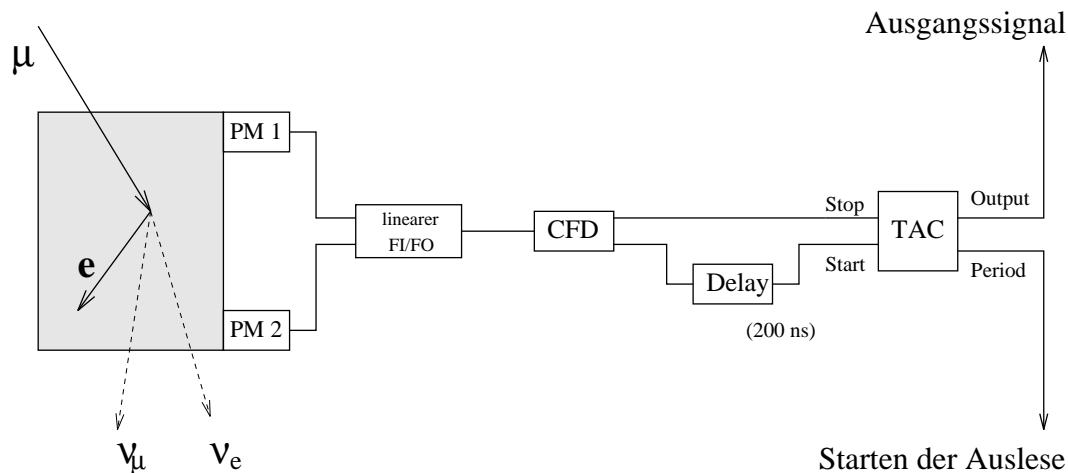 Ausgangssignal
μ
PM 1
linearer
FI/FO
CFD
Stop
Start
TAC
Output
Period
e
Delay
(200 ns)
PM 2
νμ
νe
Starten der Auslese